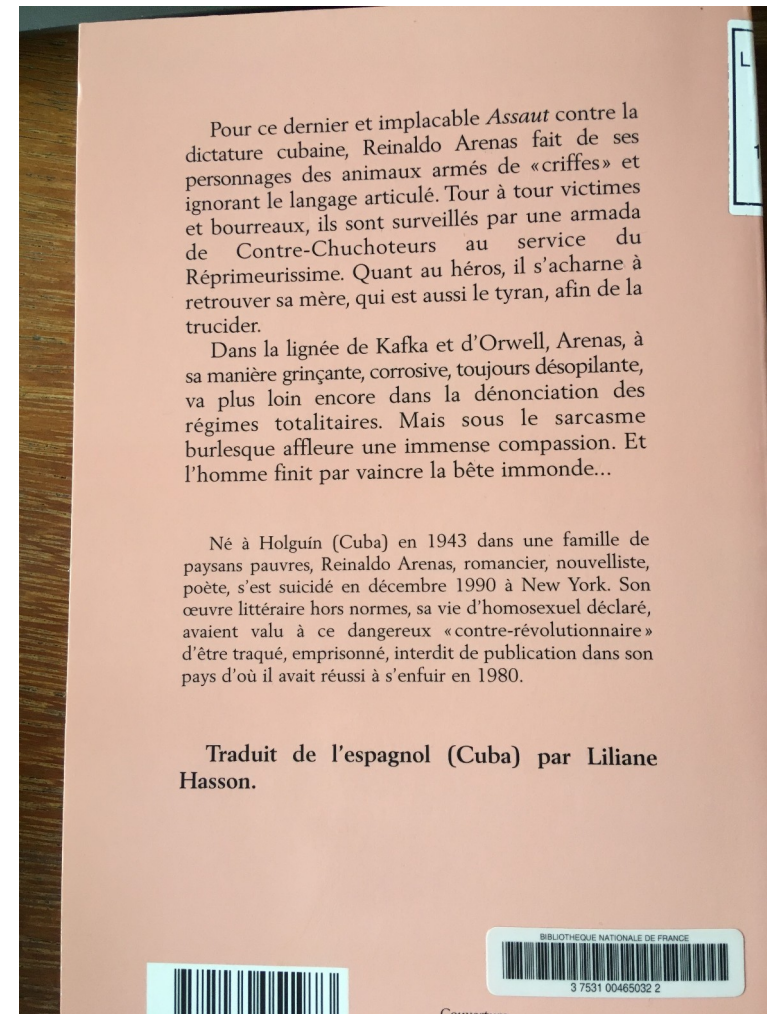 Pour ce dernier et implacable Assaut contre la
dictature cubaine, Reinaldo Arenas fait de ses
personnages des animaux armés de «criffes» et
ignorant le langage articulé. Tour à tour victimes
et bourreaux, ils sont surveillés par une armada
de Contre-Chuchoteurs au service du
Réprimeurissime. Quant au héros, il s'acharne à
retrouver sa mère, qui est aussi le tyran, afin de la
trucider.
Dans la lignée de Kafka et d'Orwell, Arenas, à
sa manière grinçante, corrosive, toujours désopilante,
va plus loin encore dans la dénonciation des
régimes totalitaires. Mais sous le sarcasme
burlesque affleure une immense compassion. Et
l'homme finit par vaincre la bête immonde...
Né à Holguín (Cuba) en 1943 dans une famille de
paysans pauvres, Reinaldo Arenas, romancier, nouvelliste,
poète, s'est suicidé en décembre 1990 à New York. Son
œuvre littéraire hors normes, sa vie d'homosexuel déclaré,
avaient valu à ce dangereux «contre-révolutionnaire»
d'être traqué, emprisonné, interdit de publication dans son
pays d'où il avait réussi à s'enfuir en 1980.
Traduit de l'espagnol (Cuba) par Liliane
Hasson.
L
1
BIBLIOTHEQUE NATIONALE DE FRANCE
3 7531 00465032 2